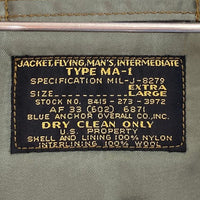 JACKET, FLYING, MAN'S, INTERMEDIATE
TYPE MA-1
SPECIFICATION MIL-J-8279
SIZE EXTRA LARGE
STOCK NO. 8415-273-3972
AF 33 (602) 6871
BLUE ANCHOR OVERALL CO., INC.
DRY CLEAN ONLY
U.S. PROPERTY
SHELL AND LINING 100% NYLON
INTERLINING 100% WOOL